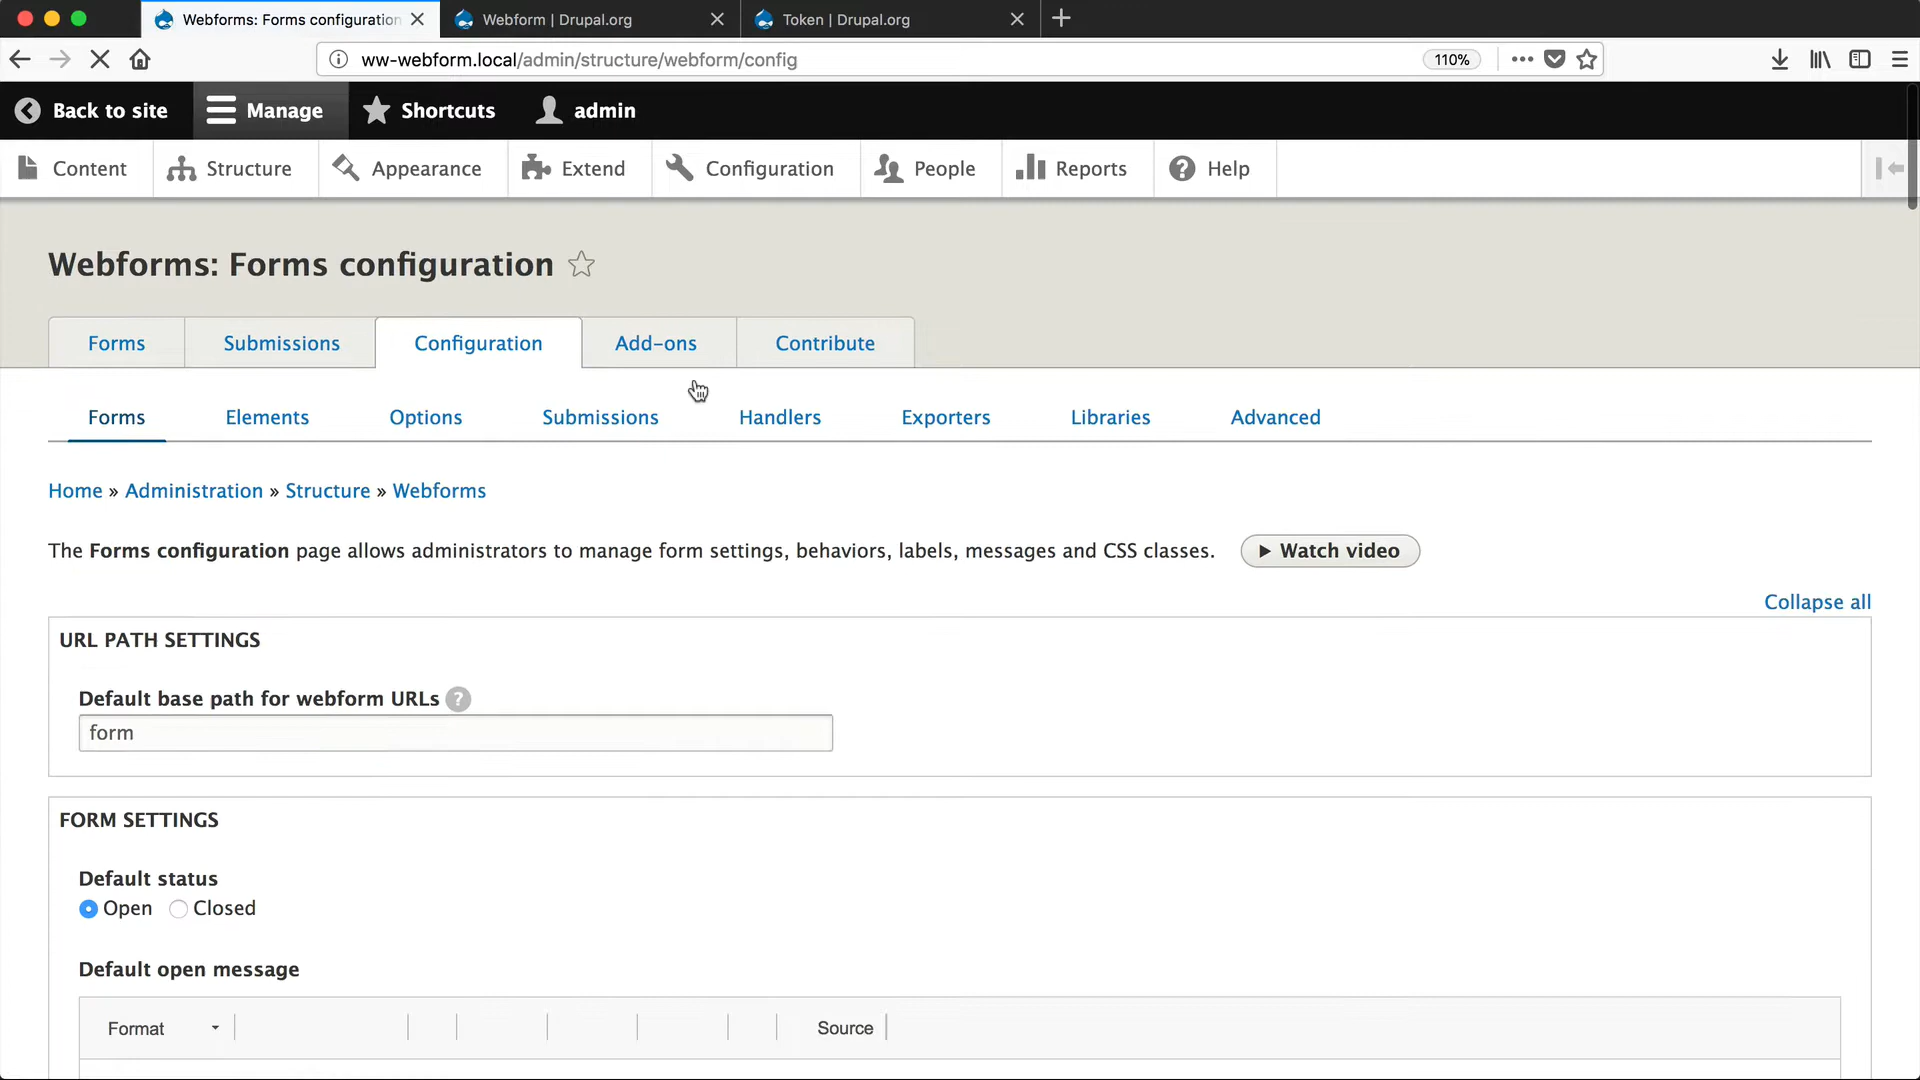 Webforms: Forms configuration
Webform | Drupal.org
Token | Drupal.org
ww-webform.local/admin/structure/webform/config
110%
Back to site
Manage
Shortcuts
admin
Content
Structure
Appearance
Extend
Configuration
People
Reports
Help
Webforms: Forms configuration
Forms
Submissions
Configuration
Add-ons
Contribute
Forms
Elements
Options
Submissions
Handlers
Exporters
Libraries
Advanced
Home » Administration » Structure » Webforms
The Forms configuration page allows administrators to manage form settings, behaviors, labels, messages and CSS classes.
Watch video
Collapse all
URL PATH SETTINGS
Default base path for webform URLs ?
form
FORM SETTINGS
Default status
Open
Closed
Default open message
Format
Source